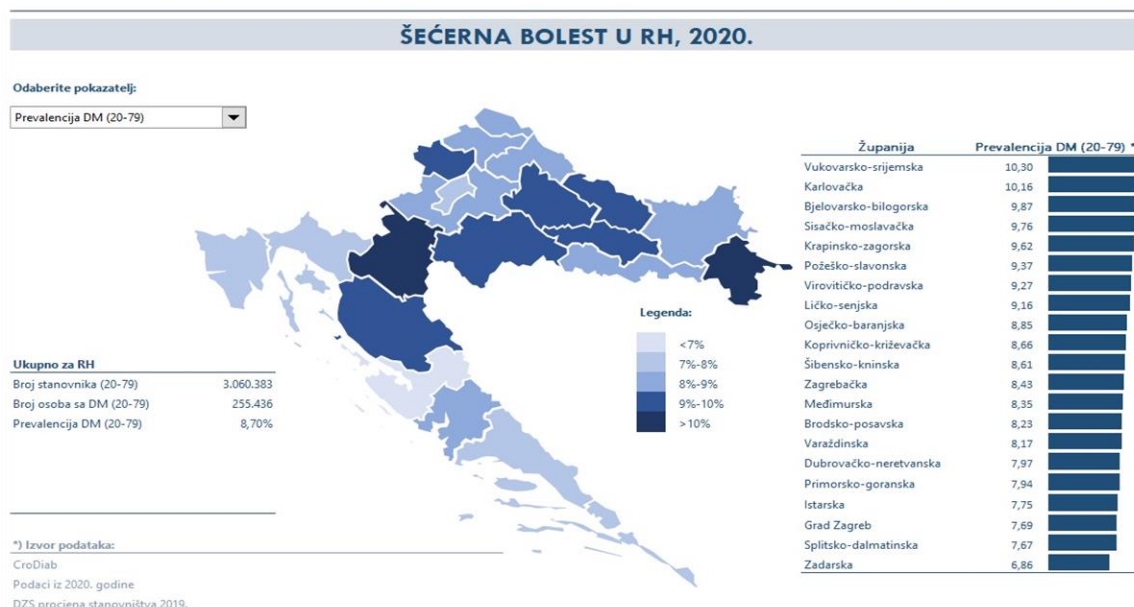 ŠEĆERNA BOLEST U RH, 2020.
Odaberite pokazatelj:
Prevalencija DM (20-79)
Ukupno za RH
Broj stanovnika (20-79) 3.060.383
Broj osoba sa DM (20-79) 255.436
Prevalencija DM (20-79) 8,70%
Legenda:
<7%
7%-8%
8%-9%
9%-10%
>10%
Županija Prevalencija DM (20-79) *
Vukovarsko-srijemska 10,30
Karlovačka 10,16
Bjelovarsko-bilogorska 9,87
Sisačko-moslavačka 9,76
Krapinsko-zagorska 9,62
Požeško-slavonska 9,37
Virovitičko-podravska 9,27
Ličko-senjska 9,16
Osječko-baranjska 8,85
Koprivničko-križevačka 8,66
Šibensko-kninska 8,61
Zagrebačka 8,43
Međimurska 8,35
Brodsko-posavska 8,23
Varaždinska 8,17
Dubrovačko-neretvanska 7,97
Primorsko-goranska 7,94
Istarska 7,75
Grad Zagreb 7,69
Splitsko-dalmatinska 7,67
Zadarska 6,86
*) Izvor podataka:
CroDiab
Podaci iz 2020. godine
DZS procjena stanovništva 2019.